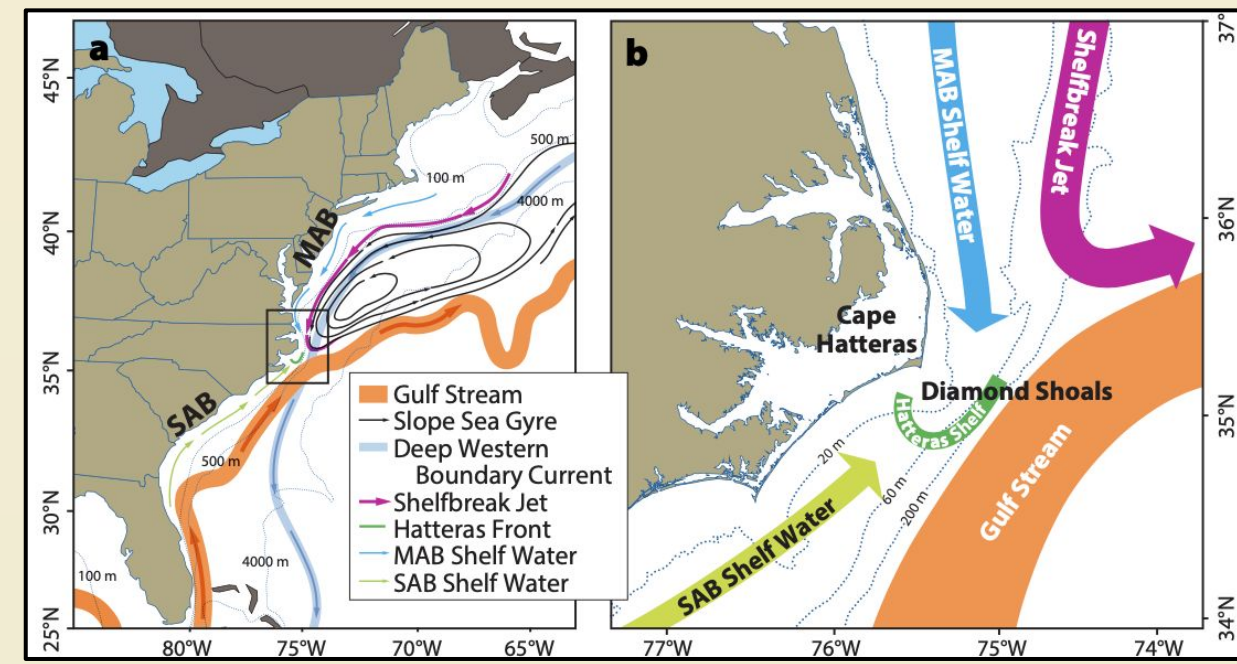 a
45°N
40°N
35°N
30°N
25°N
80°W
75°W
70°W
65°W
MAB
SAB
100 m
500 m
4000 m
500 m
4000 m
100 m
Gulf Stream
Slope Sea Gyre
Deep Western
Boundary Current
Shelfbreak Jet
Hatteras Front
MAB Shelf Water
SAB Shelf Water
b
MAB Shelf Water
Shelfbreak Jet
Cape
Hatteras
Diamond Shoals
Hatteras Shelf
20 m
60 m
200 m
SAB Shelf Water
Gulf Stream
37°
36°N
35°N
34°N
77°W
76°W
75°W
74°W